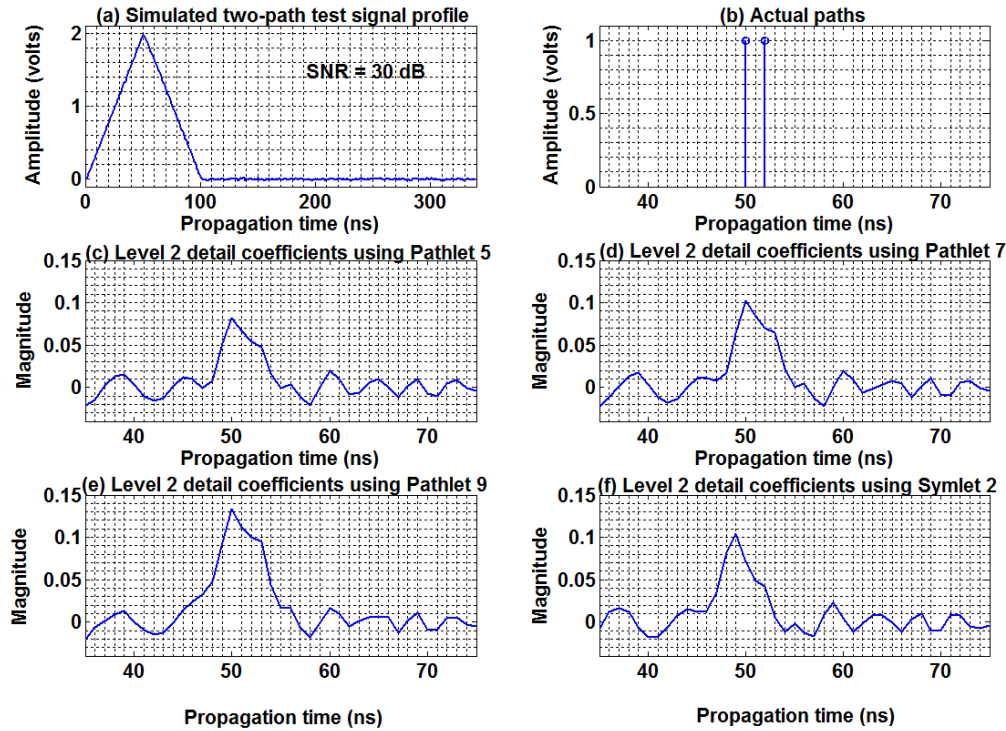 (a) Simulated two-path test signal profile
Amplitude (volts)
2
1
0
SNR = 30 dB
0 100 200 300
Propagation time (ns)
(b) Actual paths
Amplitude (volts)
1
0.5
0
40 50 60 70
Propagation time (ns)
(c) Level 2 detail coefficients using Pathlet 5
Magnitude
0.15
0.1
0.05
0
40 50 60 70
Propagation time (ns)
(d) Level 2 detail coefficients using Pathlet 7
Magnitude
0.15
0.1
0.05
0
40 50 60 70
Propagation time (ns)
(e) Level 2 detail coefficients using Pathlet 9
Magnitude
0.15
0.1
0.05
0
40 50 60 70
Propagation time (ns)
(f) Level 2 detail coefficients using Symlet 2
Magnitude
0.15
0.1
0.05
0
40 50 60 70
Propagation time (ns)